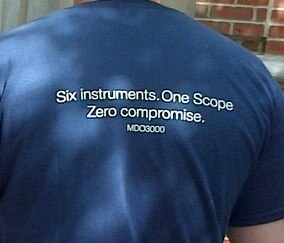 Six instruments. One Scope
Zero compromise.
MDO3000